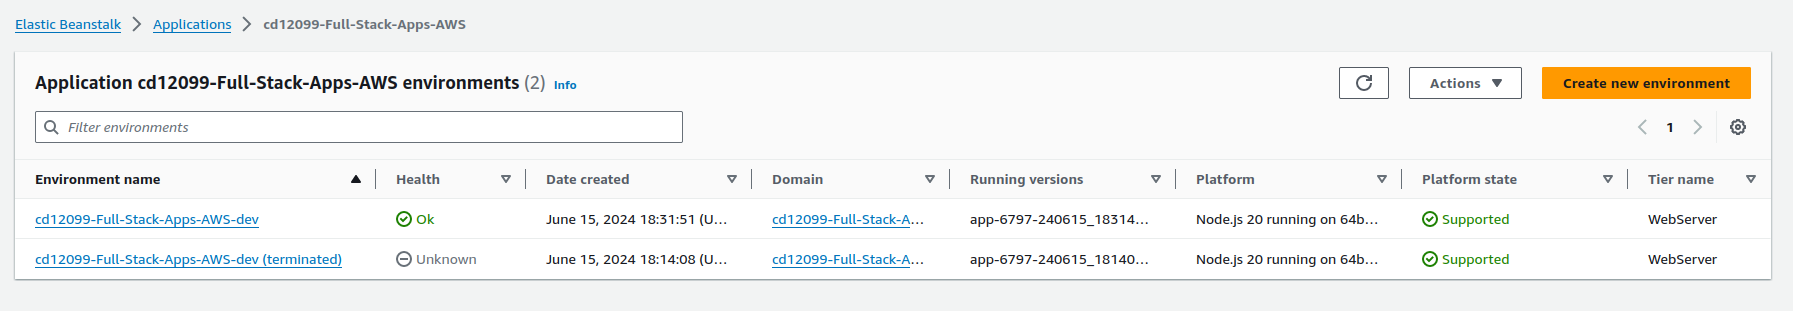 Elastic Beanstalk > Applications > cd12099-Full-Stack-Apps-AWS
Application cd12099-Full-Stack-Apps-AWS environments (2) Info
Actions
Create new environment
Filter environments
1
Environment name Health Date created Domain Running versions Platform Platform state Tier name
cd12099-Full-Stack-Apps-AWS-dev Ok June 15, 2024 18:31:51 (U... cd12099-Full-Stack-A... app-6797-240615_18314... Node.js 20 running on 64b... Supported WebServer
cd12099-Full-Stack-Apps-AWS-dev (terminated) Unknown June 15, 2024 18:14:08 (U... cd12099-Full-Stack-A... app-6797-240615_18140... Node.js 20 running on 64b... Supported WebServer